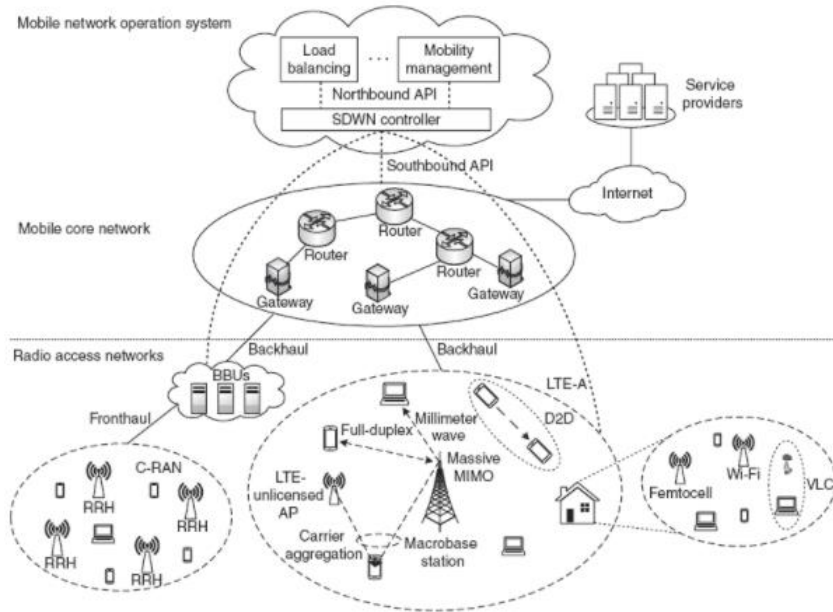 Mobile network operation system
Load
balancing
...
Mobility
management
Northbound API
SDWN controller
Service
providers
Southbound API
Internet
Mobile core network
Router
Router
Router
Gateway
Gateway
Gateway
Radio access networks
Backhaul
Backhaul
BBUs
LTE-A
Fronthaul
D2D
Full-duplex
Millimeter
wave
C-RAN
RRH
RRH
RRH
RRH
LTE-
unlicensed
AP
Massive
MIMO
Carrier
aggregation
Macrobase
station
Femtocell
Wi-Fi
VLC